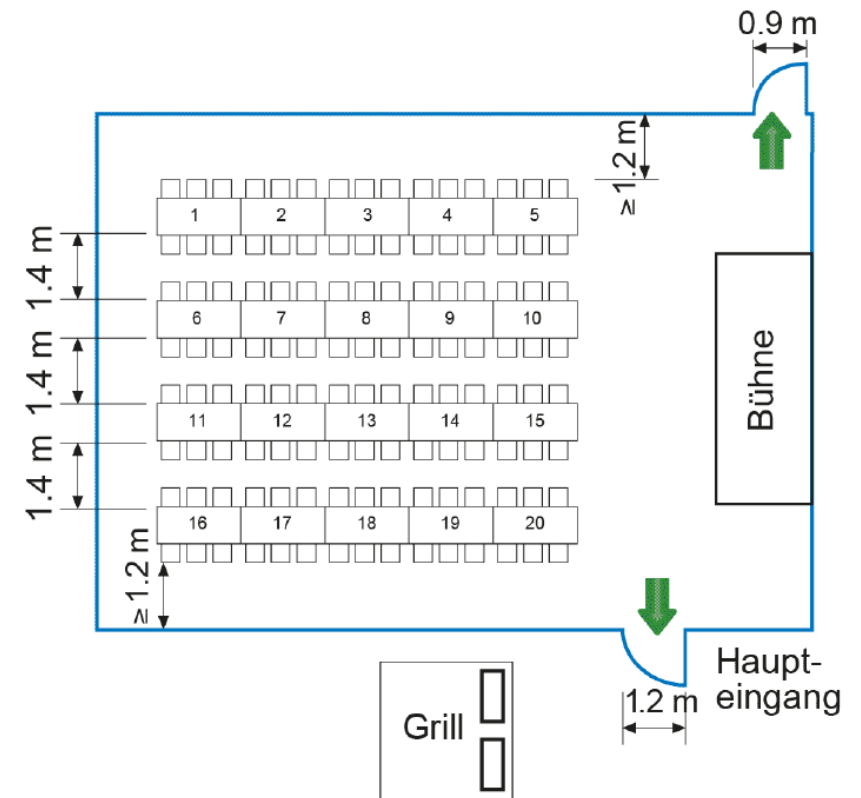 0.9 m
≥1.2 m
1 2 3 4 5
1.4 m
6 7 8 9 10
1.4 m
Bühne
11 12 13 14 15
1.4 m
16 17 18 19 20
≥1.2 m
Haupt-
eingang
1.2 m
Grill